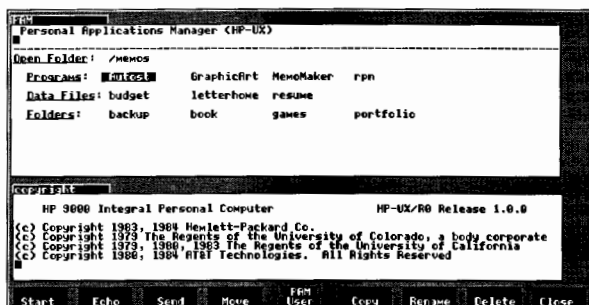 PAM
Personal Applications Manager (HP-UX)
Open Folder: /memos
Programs: Autost GraphicArt MemoMaker rpn
Data Files: budget letterhome resume
Folders: backup book games portfolio
copyright
HP 9000 Integral Personal Computer HP-UX/R0 Release 1.0.0
(c) Copyright 1983, 1984 Hewlett-Packard Co.
(c) Copyright 1979 The Regents of the University of Colorado, a body corporate
(c) Copyright 1979, 1980, 1983 The Regents of the University of California
(c) Copyright 1980, 1984 AT&T Technologies. All Rights Reserved
PAM
Start Echo Send Move User Copy Rename Delete Close